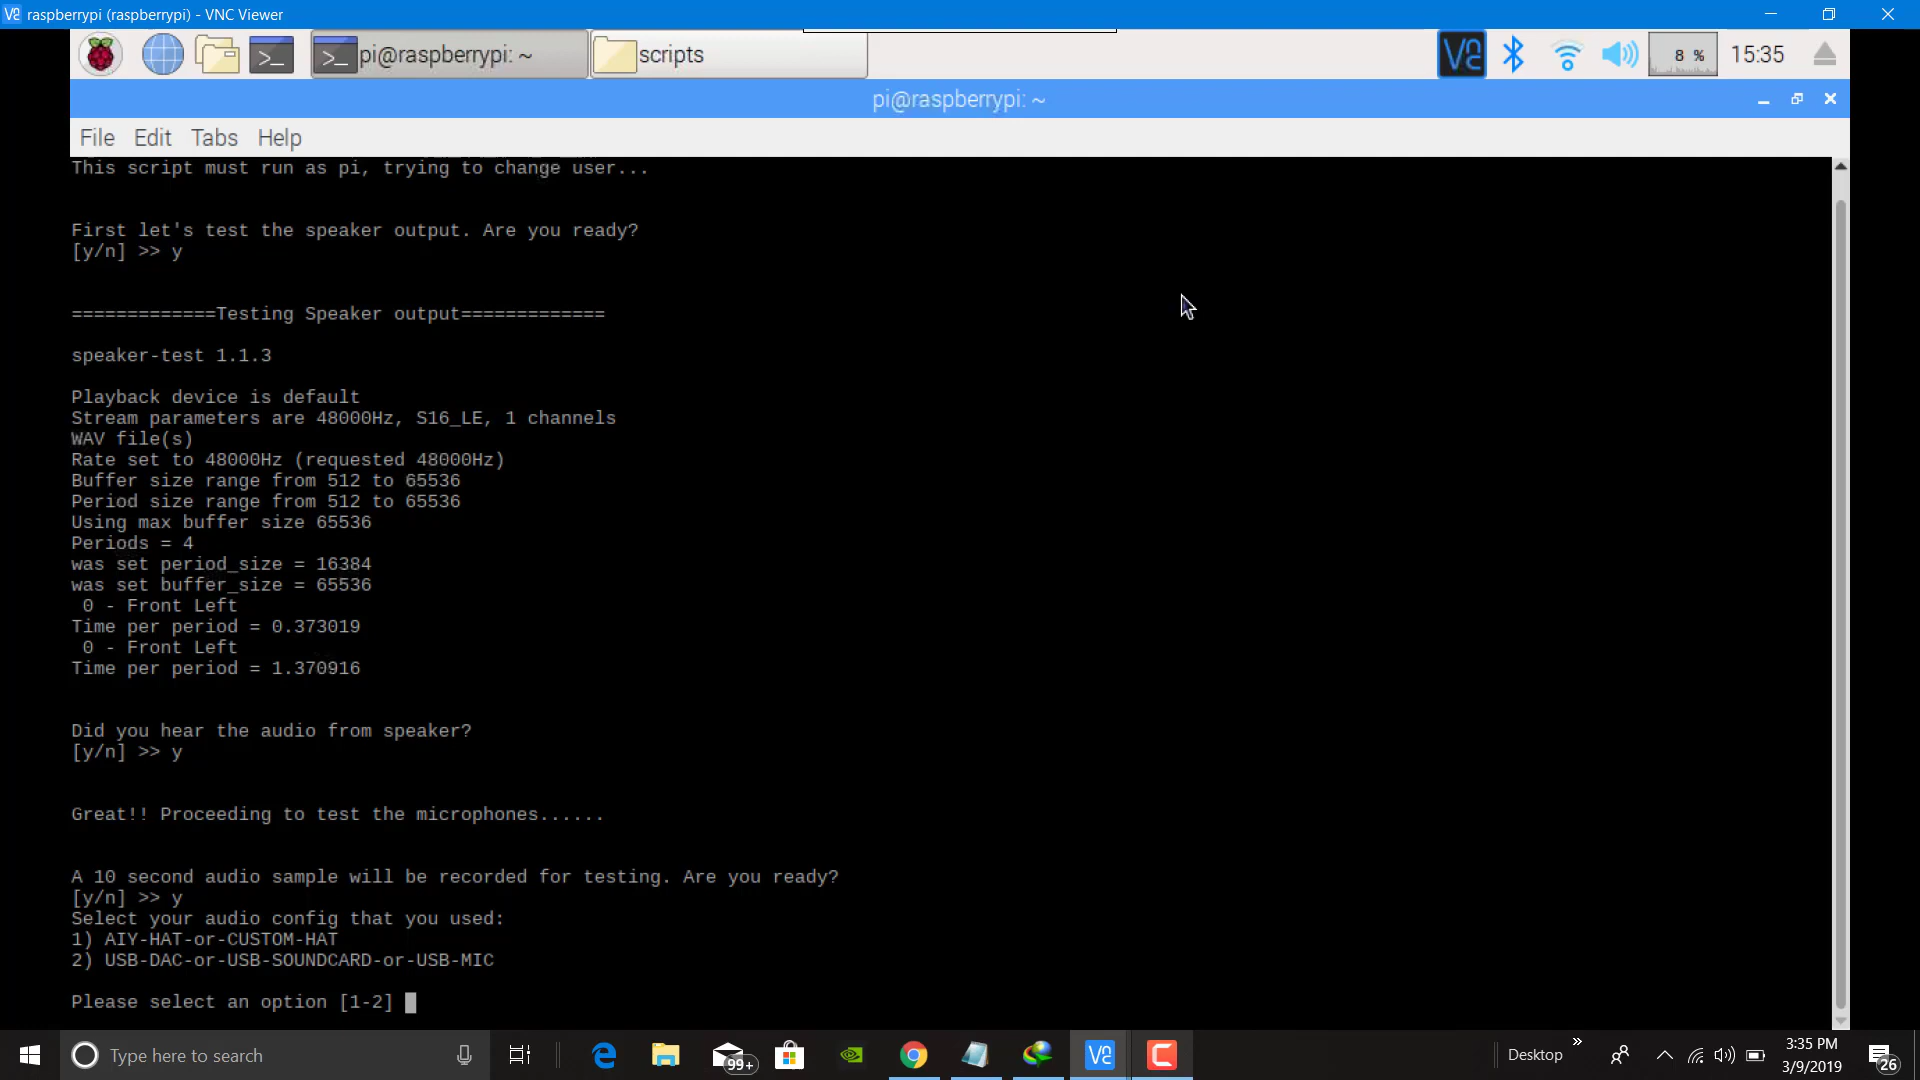 raspberrypi (raspberrypi) - VNC Viewer
pi@raspberrypi: ~
scripts
8 %
15:35
pi@raspberrypi: ~
File Edit Tabs Help
This script must run as pi, trying to change user...
First let's test the speaker output. Are you ready?
[y/n] >> y
=============Testing Speaker output=============
speaker-test 1.1.3
Playback device is default
Stream parameters are 48000Hz, S16_LE, 1 channels
WAV file(s)
Rate set to 48000Hz (requested 48000Hz)
Buffer size range from 512 to 65536
Period size range from 512 to 65536
Using max buffer size 65536
Periods = 4
was set period_size = 16384
was set buffer_size = 65536
0 - Front Left
Time per period = 0.373019
0 - Front Left
Time per period = 1.370916
Did you hear the audio from speaker?
[y/n] >> y
Great!! Proceeding to test the microphones......
A 10 second audio sample will be recorded for testing. Are you ready?
[y/n] >> y
Select your audio config that you used:
1) AIY-HAT-or-CUSTOM-HAT
2) USB-DAC-or-USB-SOUNDCARD-or-USB-MIC
Please select an option [1-2]
Type here to search
99+
Desktop
3:35 PM
3/9/2019
26